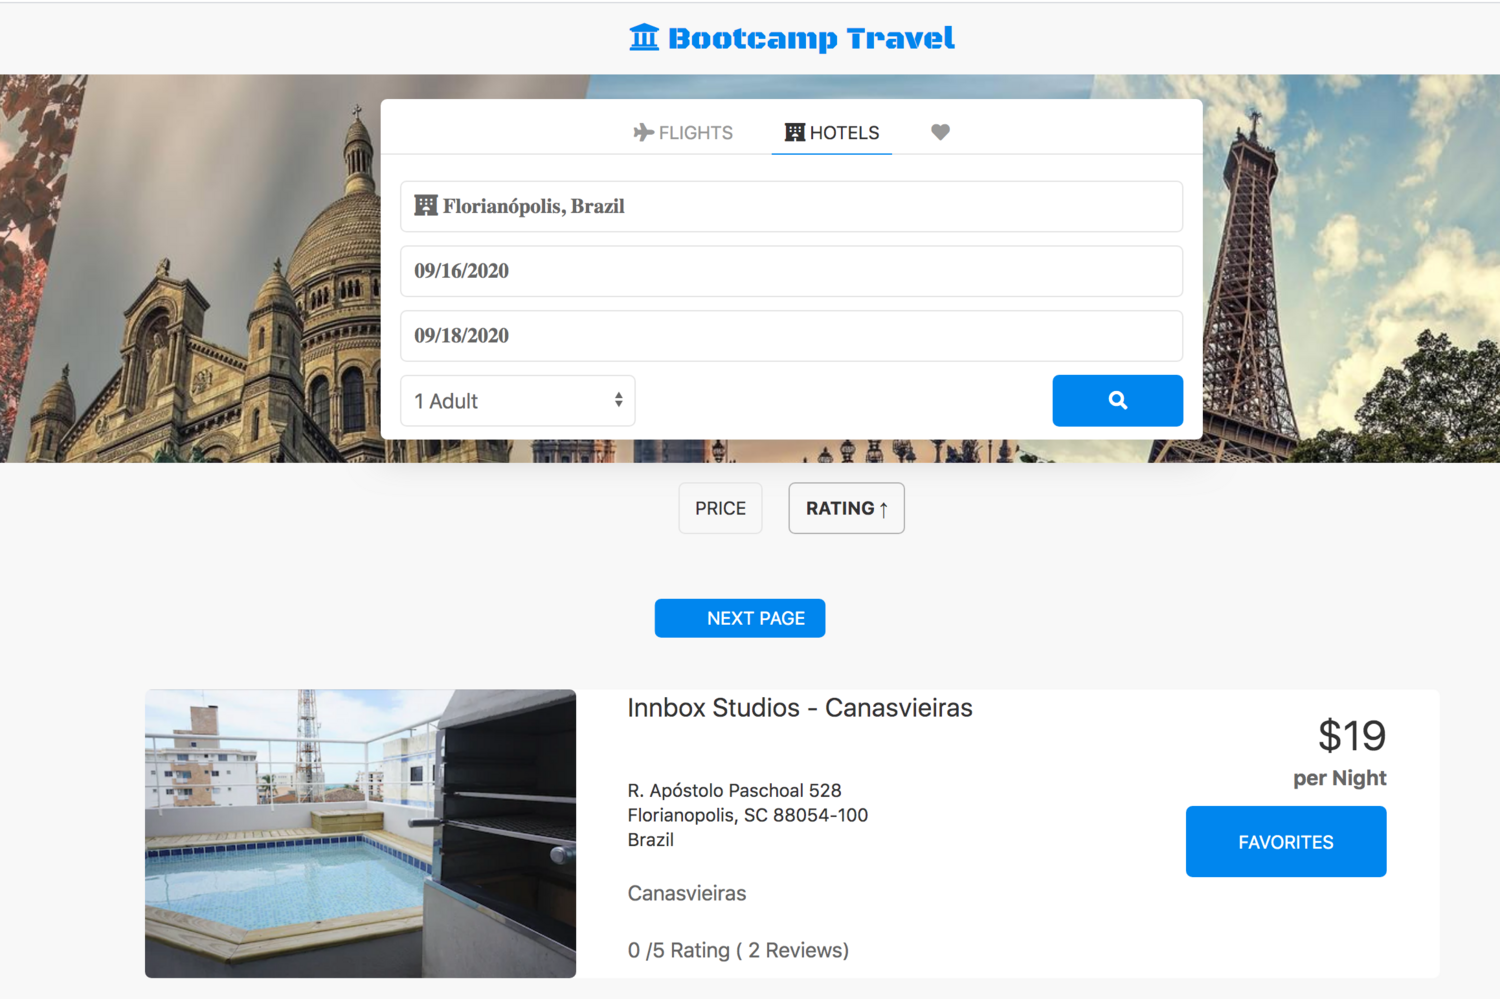 Bootcamp Travel
FLIGHTS HOTELS
Florianópolis, Brazil
09/16/2020
09/18/2020
1 Adult
PRICE RATING ↑
NEXT PAGE
Innbox Studios - Canasvieiras
$19
per Night
R. Apóstolo Paschoal 528
Florianopolis, SC 88054-100
Brazil
FAVORITES
Canasvieiras
0 /5 Rating ( 2 Reviews)